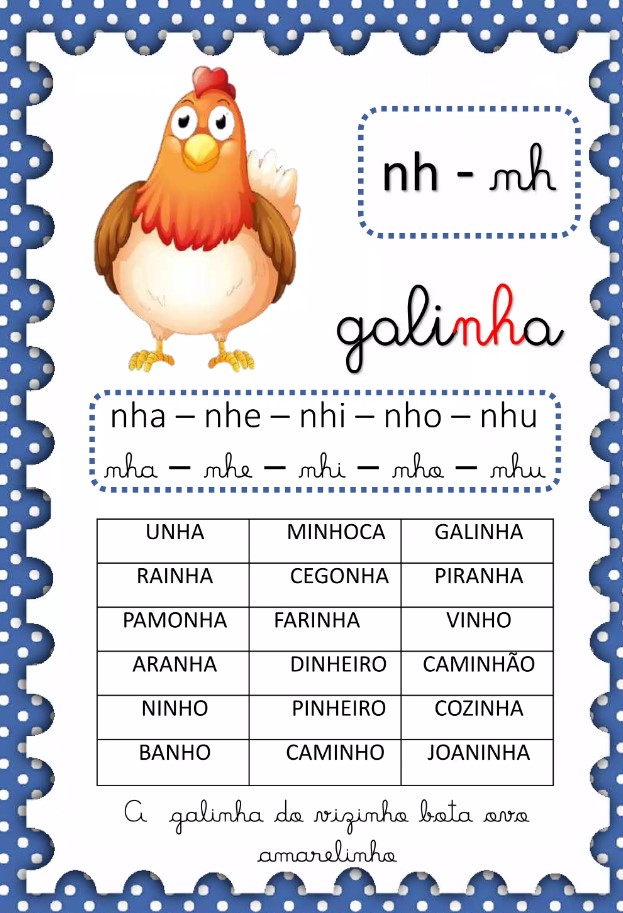 nh - nh
galinha
nha – nhe – nhi – nho – nhu
nha – nhe – nhi – nho – nhu
UNHA MINHOCA GALINHA
RAINHA CEGONHA PIRANHA
PAMONHA FARINHA VINHO
ARANHA DINHEIRO CAMINHÃO
NINHO PINHEIRO COZINHA
BANHO CAMINHO JOANINHA
A galinha do vizinho bota ovo
amarelinho